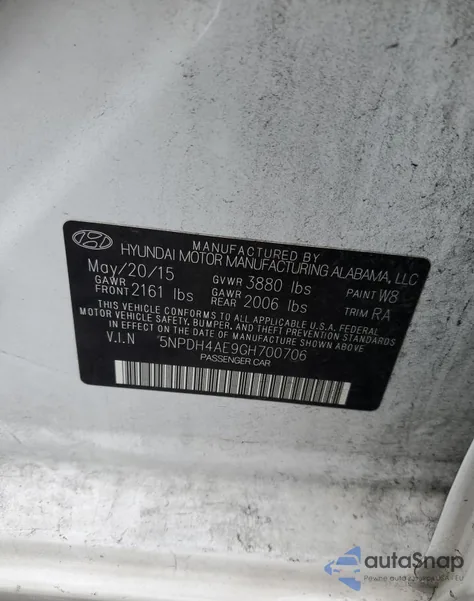 MANUFACTURED BY
HYUNDAI MOTOR MANUFACTURING ALABAMA, LLC
May/20/15 GVWR 3880 lbs PAINT W8
GAWR FRONT 2161 lbs GAWR REAR 2006 lbs TRIM RA
THIS VEHICLE CONFORMS TO ALL APPLICABLE U.S.A. FEDERAL
MOTOR VEHICLE SAFETY, BUMPER, AND THEFT PREVENTION STANDARDS
IN EFFECT ON THE DATE OF MANUFACTURE SHOWN ABOVE.
V.I.N 5NPDH4AE9GH700706
PASSENGER CAR
autoSnap
Pewne auto